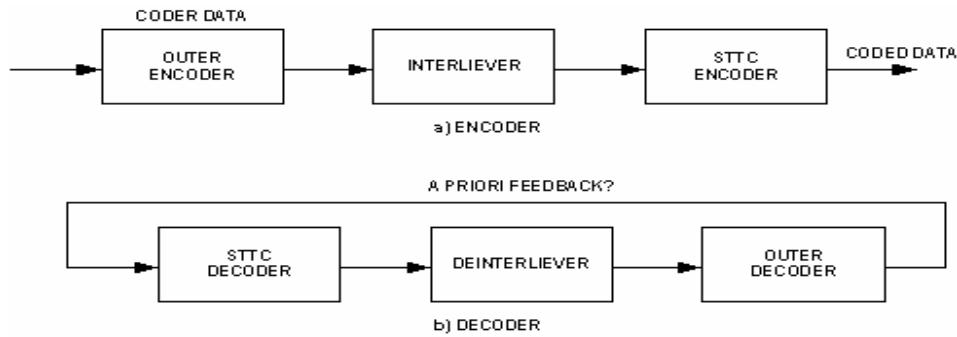 CODER DATA
OUTER
ENCODER
INTERLIEVER
STTC
ENCODER
CODED DATA
a) ENCODER
A PRIORI FEEDBACK?
STTC
DECODER
DEINTERLIEVER
OUTER
DECODER
b) DECODER